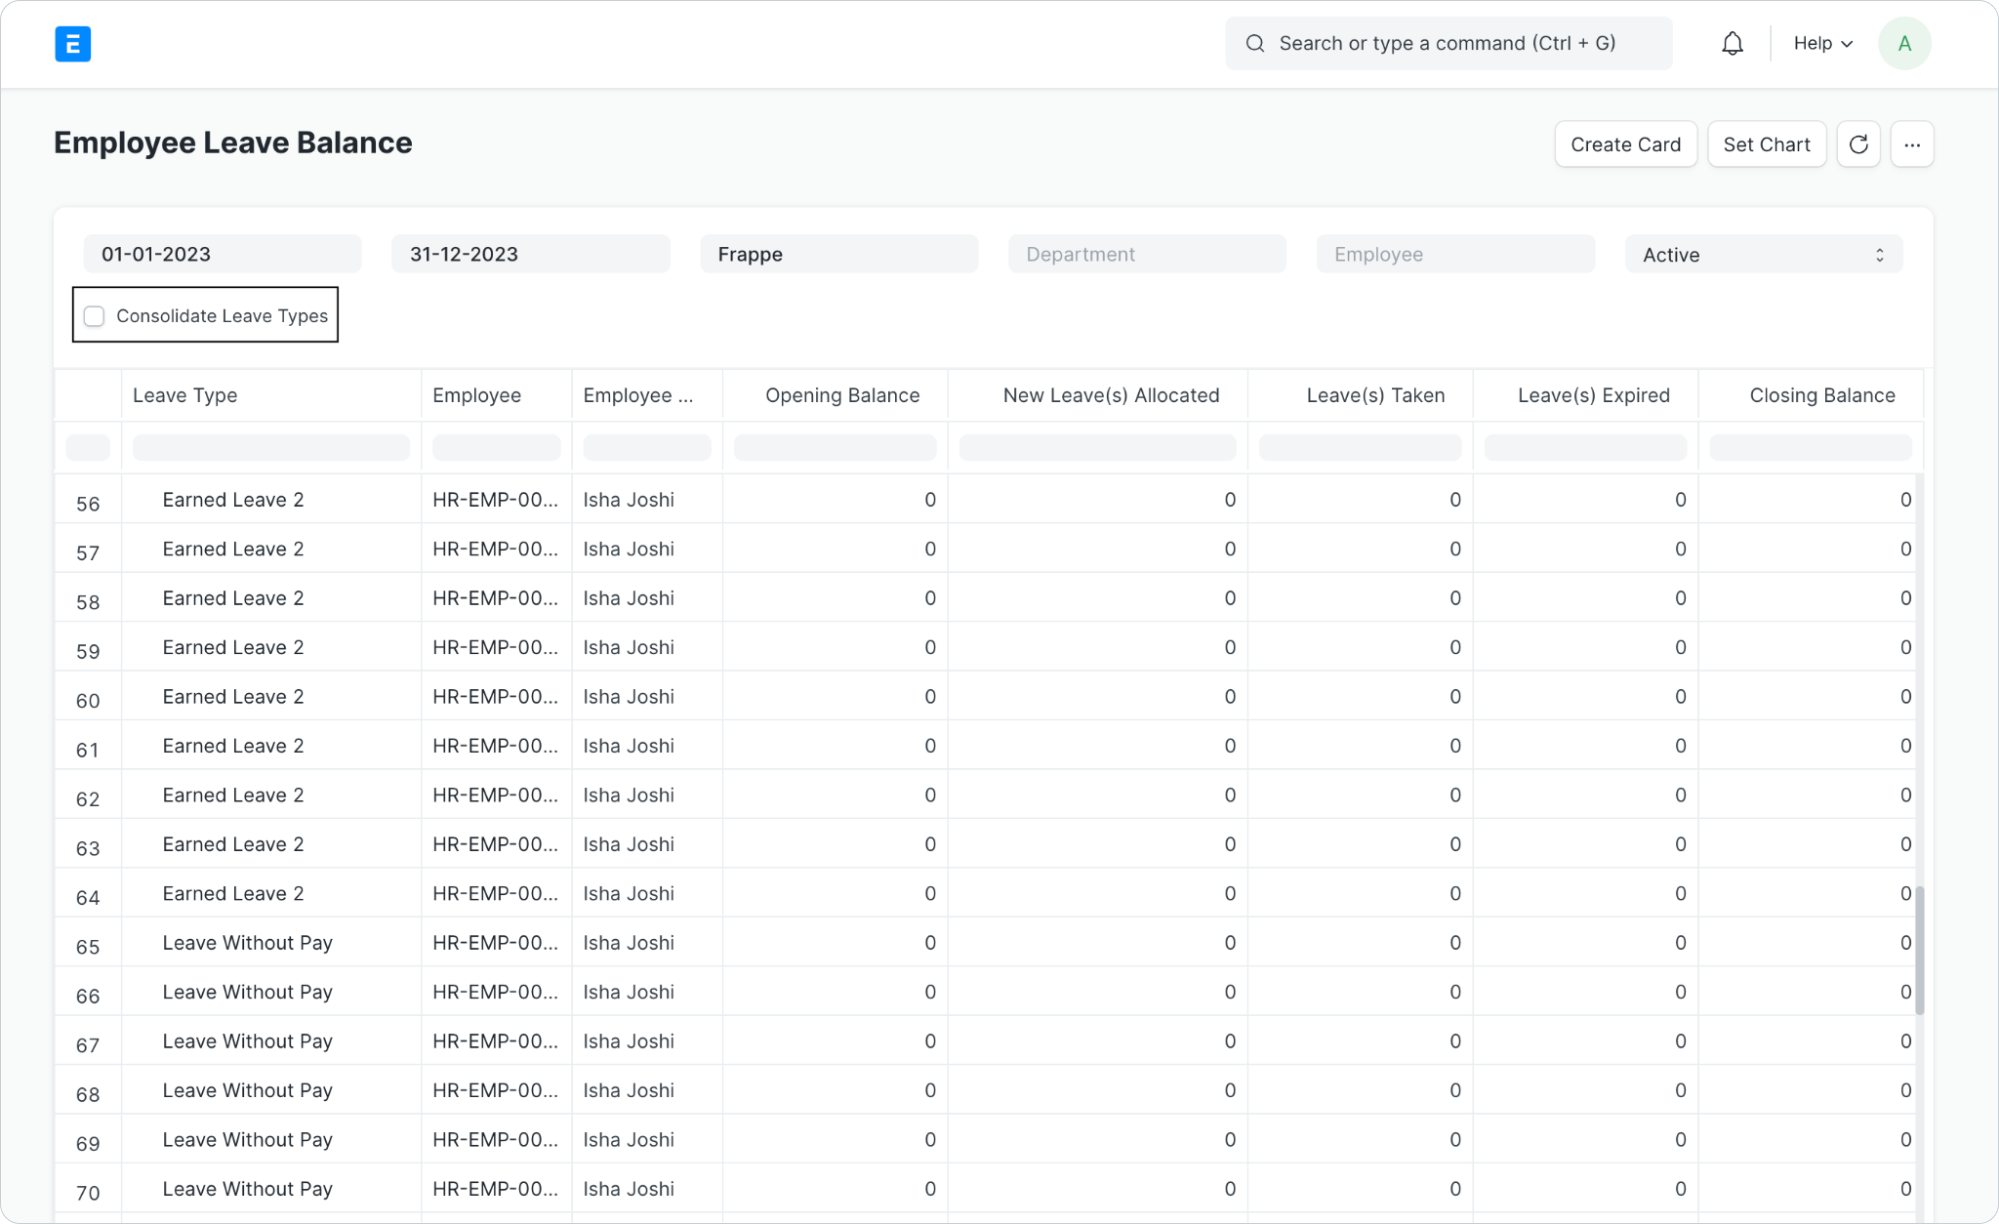 E
Search or type a command (Ctrl + G)
Help
A
Employee Leave Balance
Create Card
Set Chart
...
01-01-2023
31-12-2023
Frappe
Department
Employee
Active
Consolidate Leave Types
Leave Type Employee Employee ... Opening Balance New Leave(s) Allocated Leave(s) Taken Leave(s) Expired Closing Balance
56 Earned Leave 2 HR-EMP-00... Isha Joshi 0 0 0 0 0
57 Earned Leave 2 HR-EMP-00... Isha Joshi 0 0 0 0 0
58 Earned Leave 2 HR-EMP-00... Isha Joshi 0 0 0 0 0
59 Earned Leave 2 HR-EMP-00... Isha Joshi 0 0 0 0 0
60 Earned Leave 2 HR-EMP-00... Isha Joshi 0 0 0 0 0
61 Earned Leave 2 HR-EMP-00... Isha Joshi 0 0 0 0 0
62 Earned Leave 2 HR-EMP-00... Isha Joshi 0 0 0 0 0
63 Earned Leave 2 HR-EMP-00... Isha Joshi 0 0 0 0 0
64 Earned Leave 2 HR-EMP-00... Isha Joshi 0 0 0 0 0
65 Leave Without Pay HR-EMP-00... Isha Joshi 0 0 0 0 0
66 Leave Without Pay HR-EMP-00... Isha Joshi 0 0 0 0 0
67 Leave Without Pay HR-EMP-00... Isha Joshi 0 0 0 0 0
68 Leave Without Pay HR-EMP-00... Isha Joshi 0 0 0 0 0
69 Leave Without Pay HR-EMP-00... Isha Joshi 0 0 0 0 0
70 Leave Without Pay HR-EMP-00... Isha Joshi 0 0 0 0 0